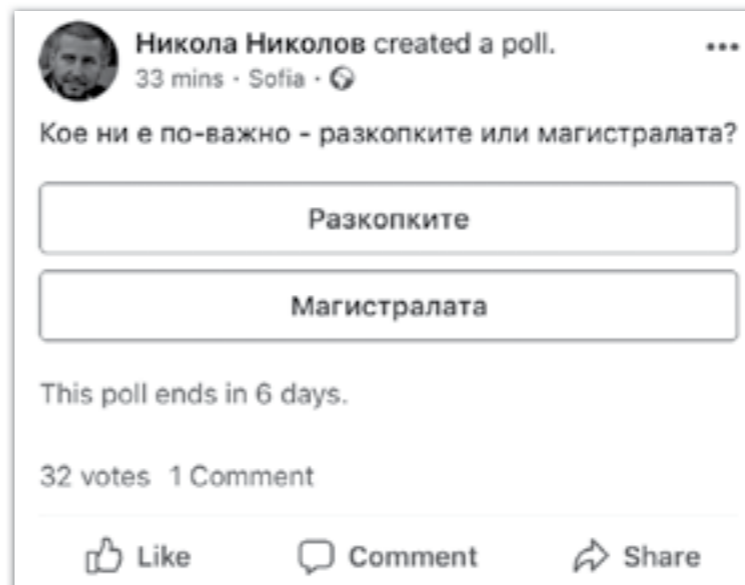 Никола Николов created a poll.
33 mins · Sofia ·
Кое ни е по-важно - разкопките или магистралата?
Разкопките
Магистралата
This poll ends in 6 days.
32 votes 1 Comment
Like Comment Share